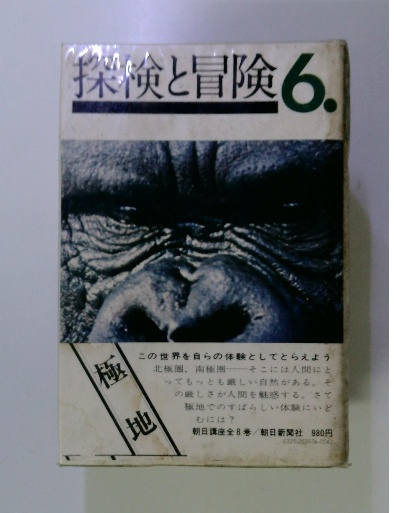 探検と冒険6.
この世界を自らの体験としてとらえよう
北極圏，南極圏——そこには人間にと
ってもっとも厳しい自然がある。そ
の厳しさが人間を魅惑する。さて
極地でのすばらしい体験にいど
むには？
極地
朝日講座全8巻／朝日新聞社 980円